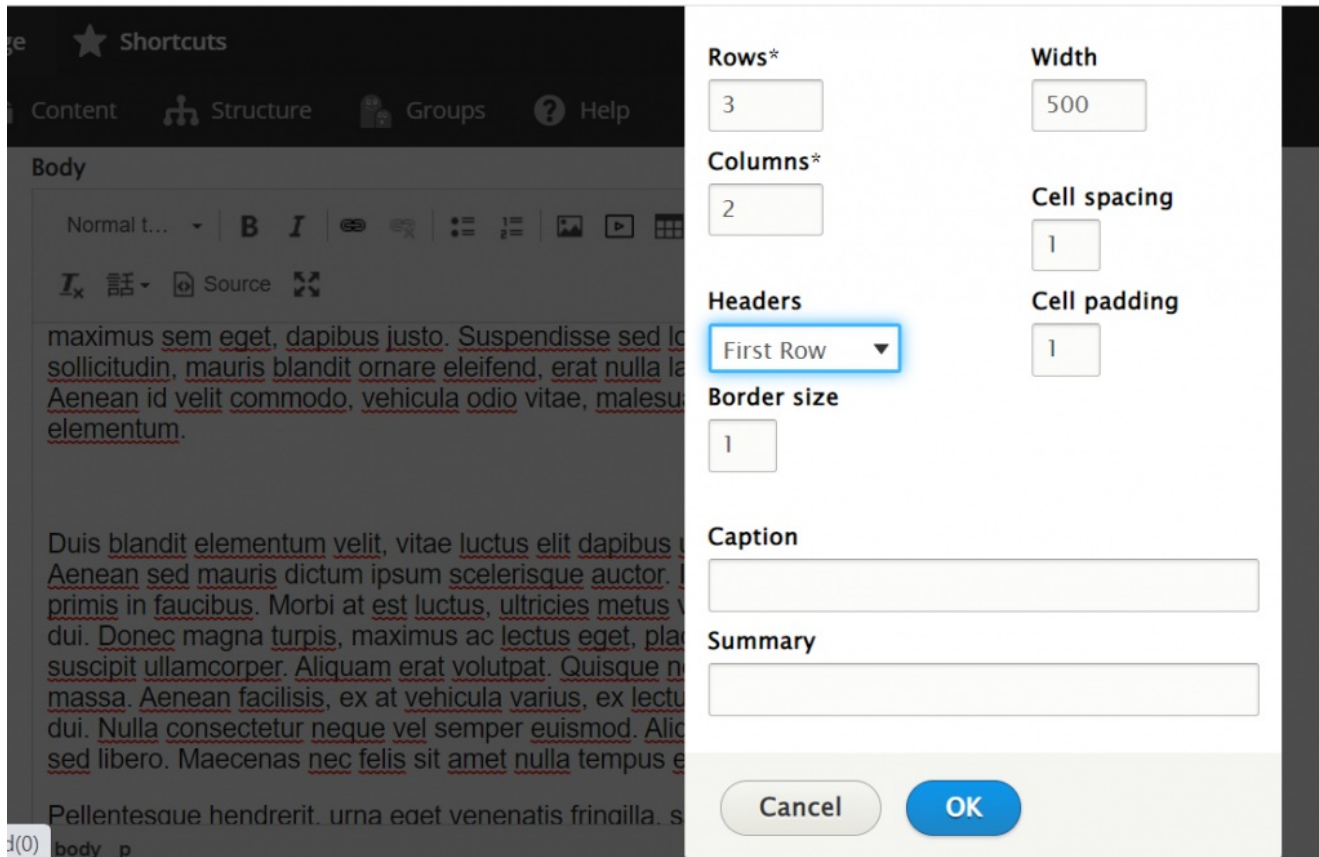 ge
Shortcuts
Content
Structure
Groups
Help
Body
Normal t...
B
I
Source
maximus sem eget, dapibus justo. Suspendisse sed lo
sollicitudin, mauris blandit ornare eleifend, erat nulla la
Aenean id velit commodo, vehicula odio vitae, malesua
elementum.
Duis blandit elementum velit, vitae luctus elit dapibus u
Aenean sed mauris dictum ipsum scelerisque auctor. I
primis in faucibus. Morbi at est luctus, ultricies metus v
dui. Donec magna turpis, maximus ac lectus eget, plac
suscipit ullamcorper. Aliquam erat volutpat. Quisque ne
massa. Aenean facilisis, ex at vehicula varius, ex lectu
dui. Nulla consectetur neque vel semper euismod. Aliq
sed libero. Maecenas nec felis sit amet nulla tempus e
Pellentesque hendrerit, urna eget venenatis fringilla, s
d(0)
body p
Rows*
3
Width
500
Columns*
2
Cell spacing
1
Headers
First Row
Cell padding
1
Border size
1
Caption
Summary
Cancel
OK